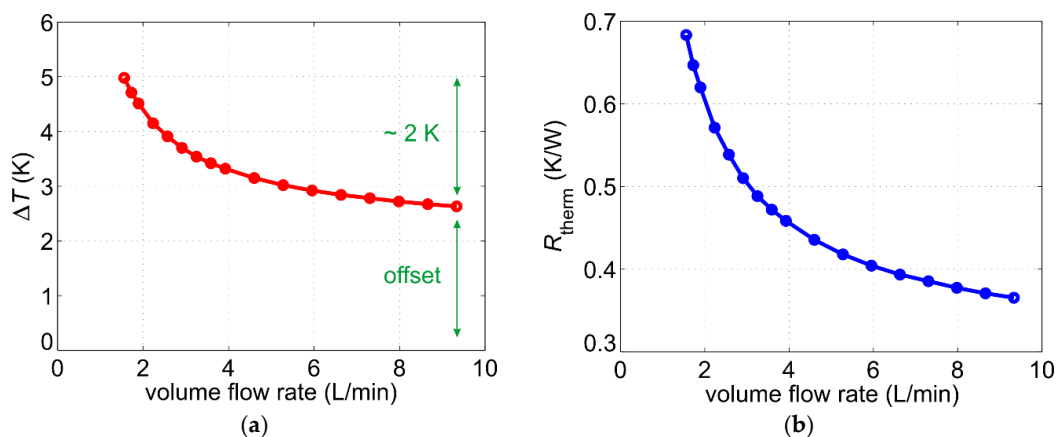 6
5
4
3
2
1
0
ΔT (K)
~ 2 K
offset
0 2 4 6 8 10
volume flow rate (L/min)
(a)
0.7
0.6
0.5
0.4
0.3
R_therm (K/W)
0 2 4 6 8 10
volume flow rate (L/min)
(b)